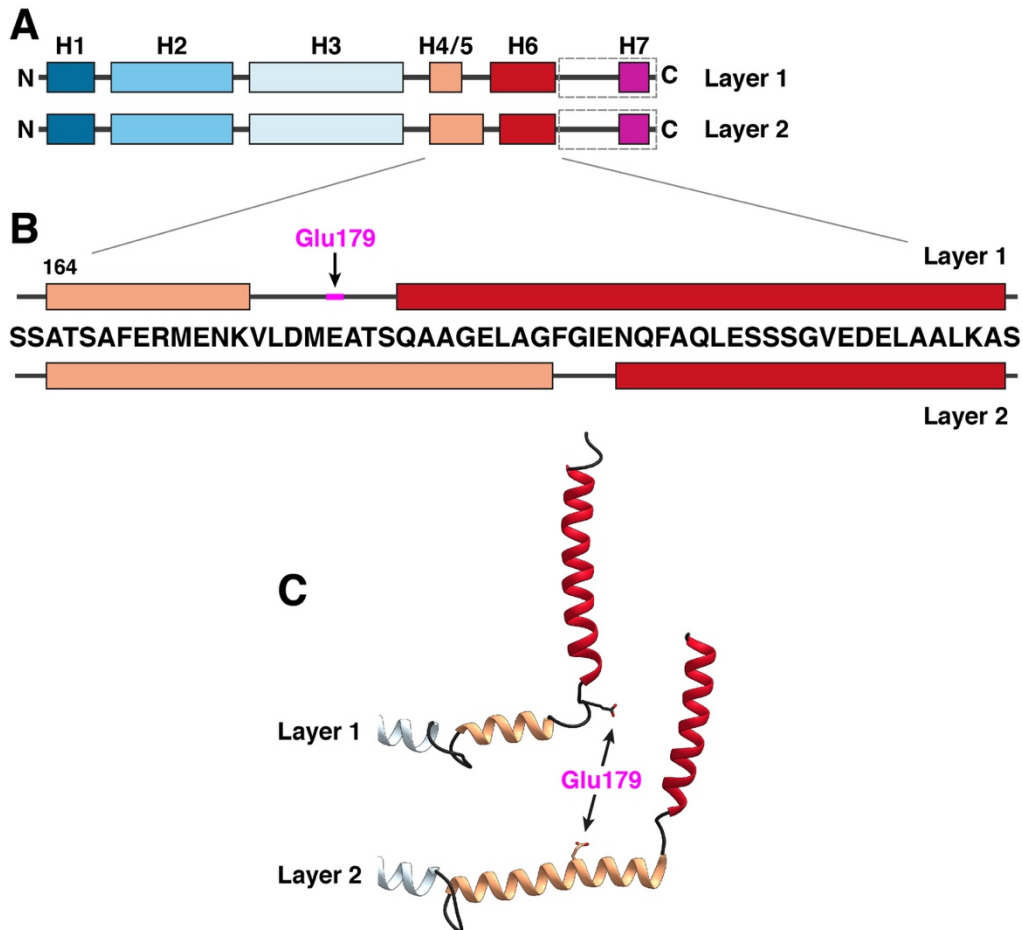 A
H1 H2 H3 H4/5 H6 H7
N C Layer 1
N C Layer 2
B
Glu179
Layer 1
164
SSATSAFERMENKVLDMEATSQAAGELAGFGIENQFAQLESSSGVEDELAALKAS
Layer 2
C
Layer 1
Glu179
Layer 2